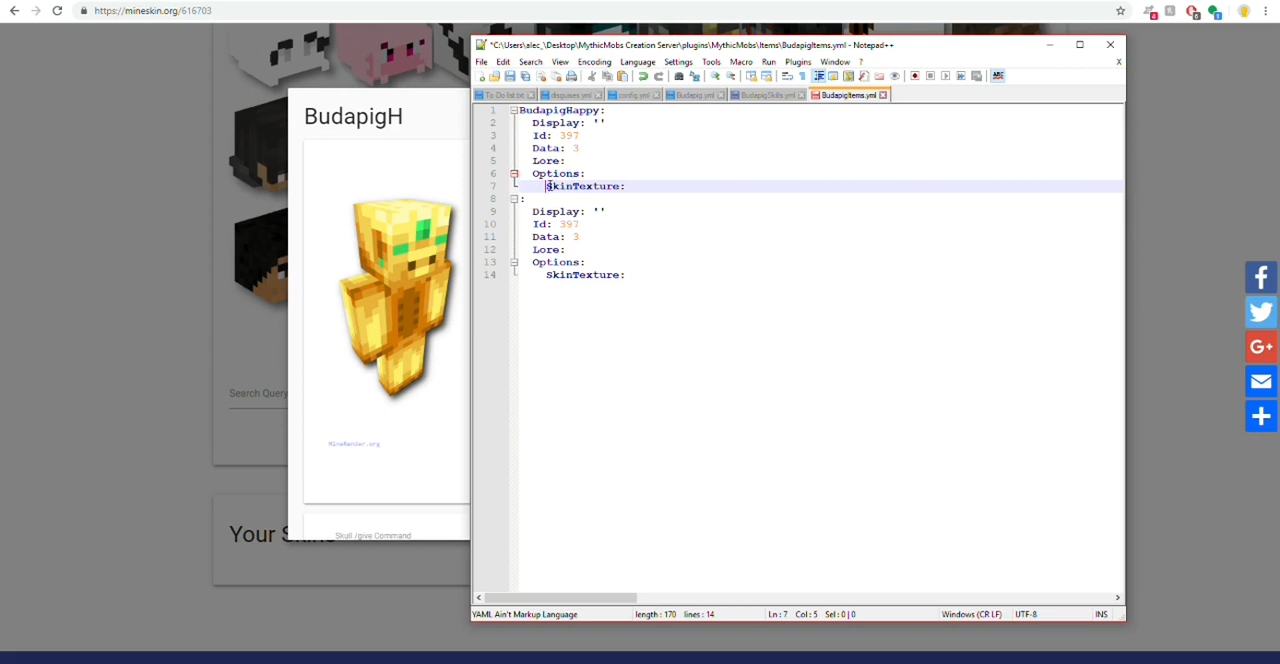 https://mineskin.org/616703
4
6
*C:\Users\alec_\Desktop\MythicMobs Creation Server\plugins\MythicMobs\Items\BudapigItems.yml - Notepad++
File Edit Search View Encoding Language Settings Tools Macro Run Plugins Window ? X
To-Do list.txt disguises.yml config.yml Budapig.yml BudapigSkills.yml BudapigItems.yml
BudapigH
1 BudapigHappy:
2 Display: ''
3 Id: 397
4 Data: 3
5 Lore:
6 Options:
7 SkinTexture:
8 :
9 Display: ''
10 Id: 397
11 Data: 3
12 Lore:
13 Options:
14 SkinTexture:
Search Query
MineRender.org
Your Skins
Skull /give Command
YAML Ain't Markup Language length : 170 lines : 14 Ln : 7 Col : 5 Sel : 0 | 0 Windows (CR LF) UTF-8 INS